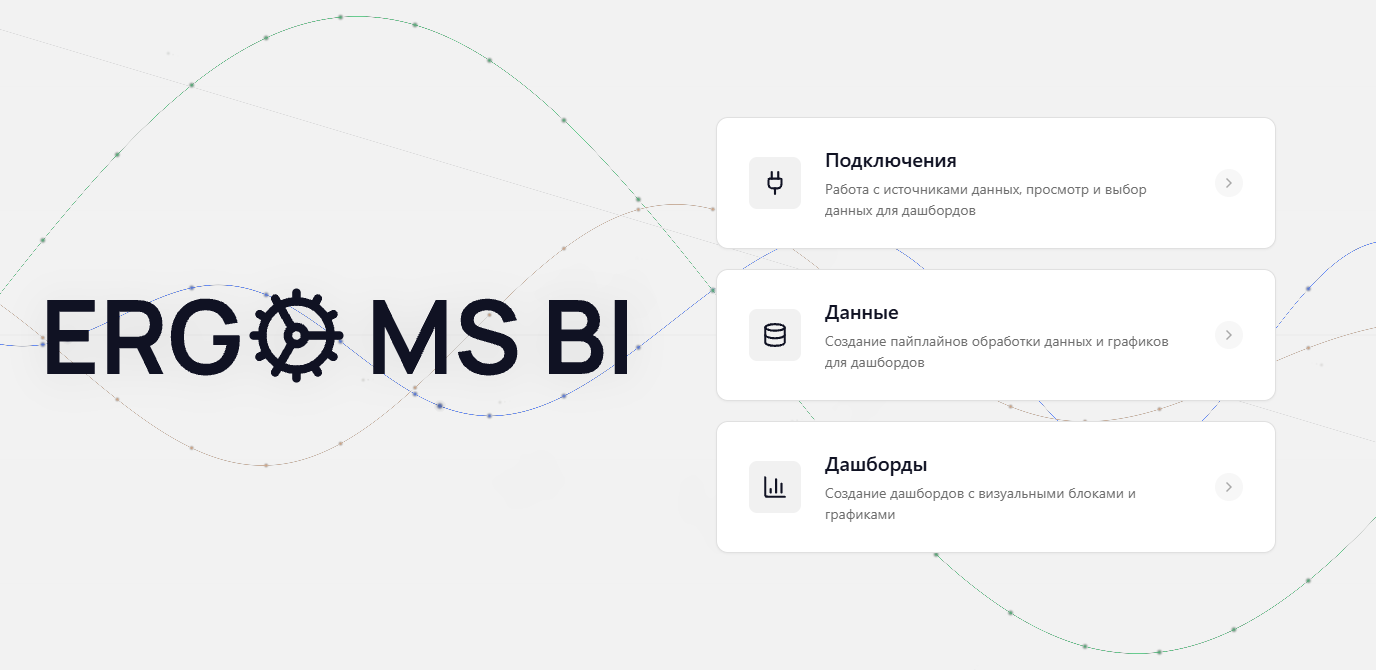 ERGO MS BI
Подключения
Работа с источниками данных, просмотр и выбор
данных для дашбордов
Данные
Создание пайплайнов обработки данных и графиков
для дашбордов
Дашборды
Создание дашбордов с визуальными блоками и
графиками